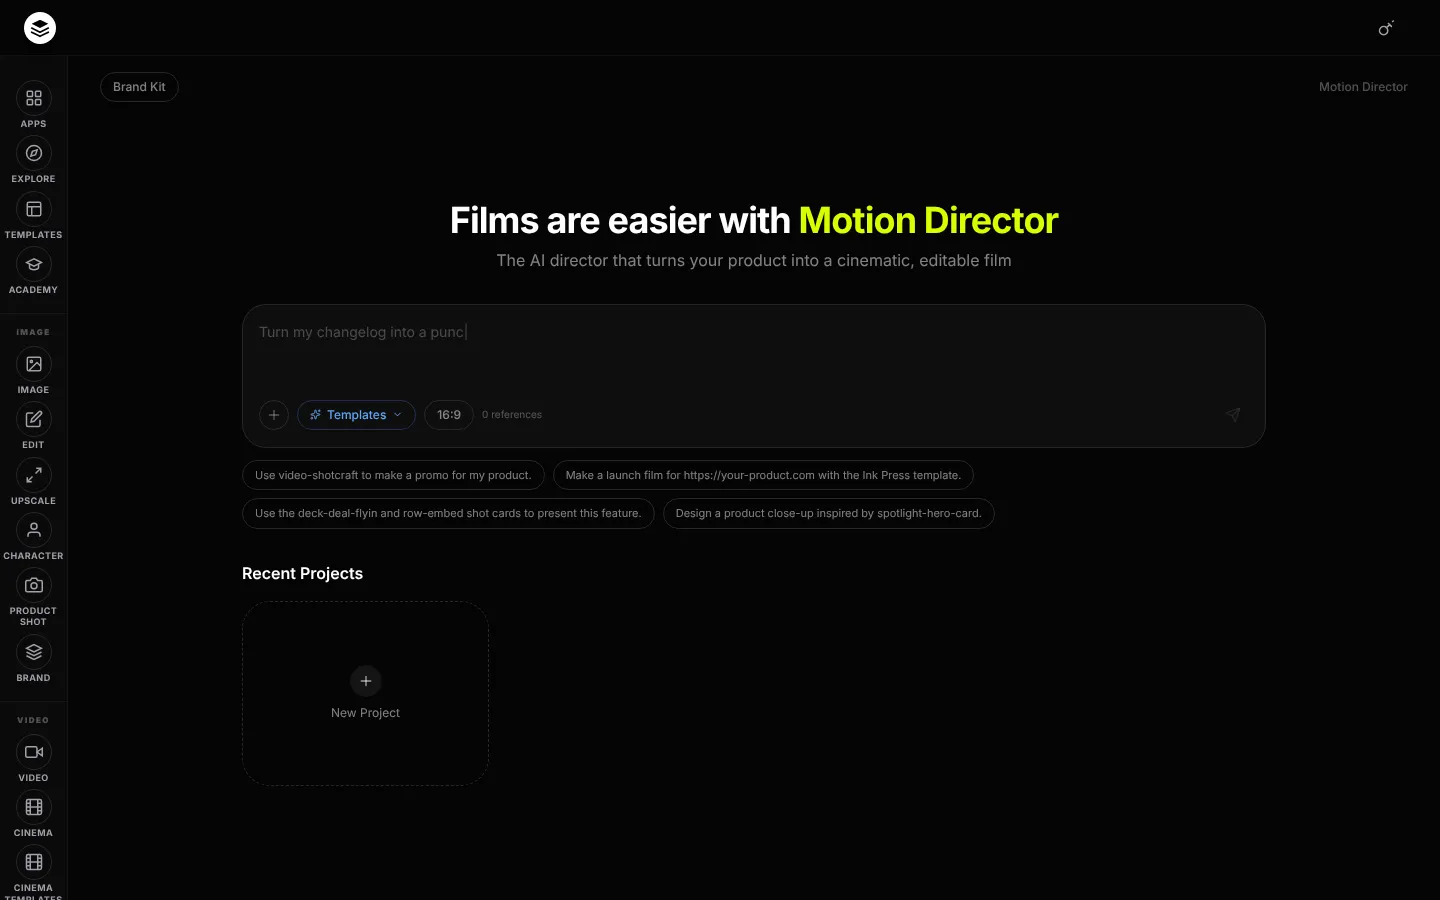 Brand Kit
Motion Director
APPS
EXPLORE
TEMPLATES
ACADEMY
IMAGE
IMAGE
EDIT
UPSCALE
CHARACTER
PRODUCT
SHOT
BRAND
VIDEO
VIDEO
CINEMA
CINEMA
TEMPLATES
Films are easier with Motion Director
The AI director that turns your product into a cinematic, editable film
Turn my changelog into a punc
Templates
16:9
0 references
Use video-shotcraft to make a promo for my product.
Make a launch film for https://your-product.com with the Ink Press template.
Use the deck-deal-flyin and row-embed shot cards to present this feature.
Design a product close-up inspired by spotlight-hero-card.
Recent Projects
New Project